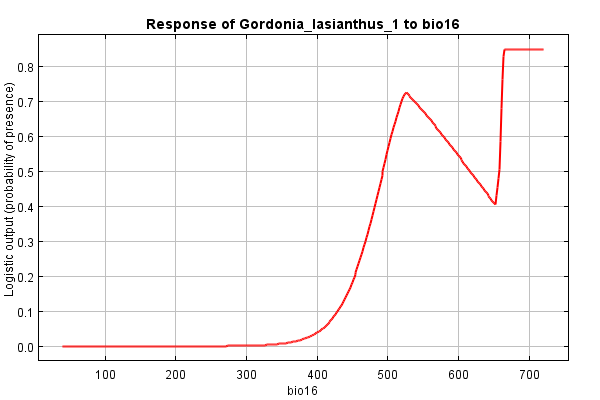 Response of Gordonia_lasianthus_1 to bio16
Logistic output (probability of presence)
0.8
0.7
0.6
0.5
0.4
0.3
0.2
0.1
0.0
100 200 300 400 500 600 700
bio16